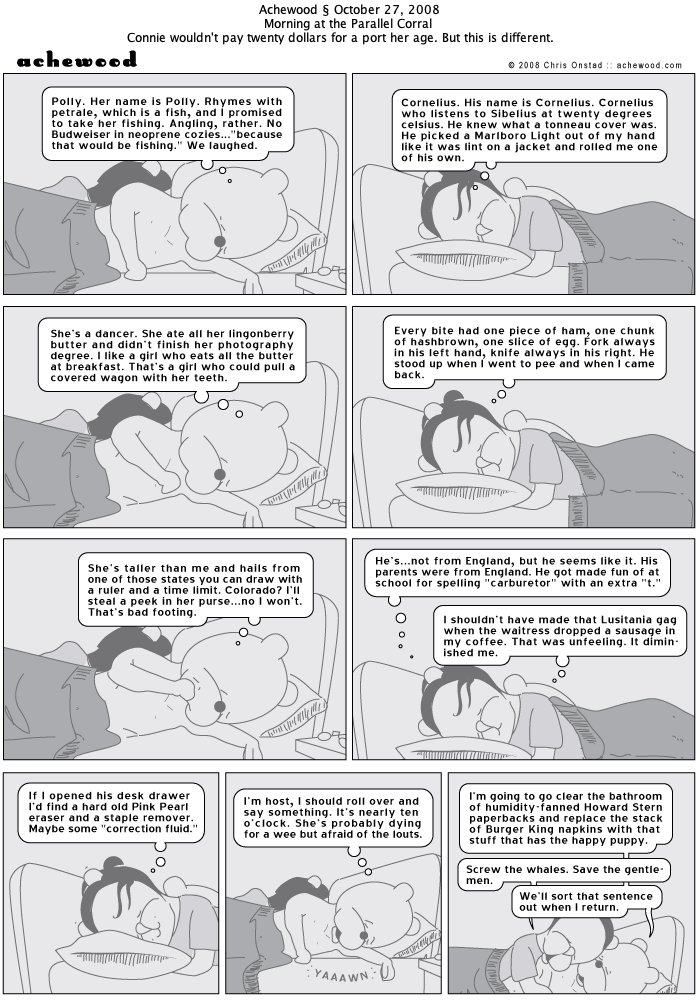 Achewood § October 27, 2008
Morning at the Parallel Corral
Connie wouldn't pay twenty dollars for a port her age. But this is different.
achewood
© 2008 Chris Onstad :: achewood.com
Polly. Her name is Polly. Rhymes with
petrale, which is a fish, and I promised
to take her fishing. Angling, rather. No
Budweiser in neoprene cozies..."because
that would be fishing." We laughed.
Cornelius. His name is Cornelius. Cornelius
who listens to Sibelius at twenty degrees
celsius. He knew what a tonneau cover was.
He picked a Marlboro Light out of my hand
like it was lint on a jacket and rolled me one
of his own.
She's a dancer. She ate all her lingonberry
butter and didn't finish her photography
degree. I like a girl who eats all the butter
at breakfast. That's a girl who could pull a
covered wagon with her teeth.
Every bite had one piece of ham, one chunk
of hashbrown, one slice of egg. Fork always
in his left hand, knife always in his right. He
stood up when I went to pee and when I came
back.
She's taller than me and hails from
one of those states you can draw with
a ruler and a time limit. Colorado? I'll
steal a peek in her purse...no I won't.
That's bad footing.
He's...not from England, but he seems like it. His
parents were from England. He got made fun of at
school for spelling "carburetor" with an extra "t."
I shouldn't have made that Lusitania gag
when the waitress dropped a sausage in
my coffee. That was unfeeling. It dimin-
ished me.
If I opened his desk drawer
I'd find a hard old Pink Pearl
eraser and a staple remover.
Maybe some "correction fluid."
I'm host, I should roll over and
say something. It's nearly ten
o'clock. She's probably dying
for a wee but afraid of the louts.
YAAAWN
I'm going to go clear the bathroom
of humidity-fanned Howard Stern
paperbacks and replace the stack
of Burger King napkins with that
stuff that has the happy puppy.
Screw the whales. Save the gentle-
men.
We'll sort that sentence
out when I return.